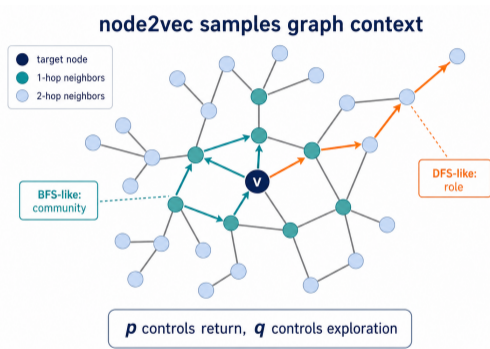 node2vec samples graph context
target node
1-hop neighbors
2-hop neighbors
V
BFS-like:
community
DFS-like:
role
p controls return, q controls exploration